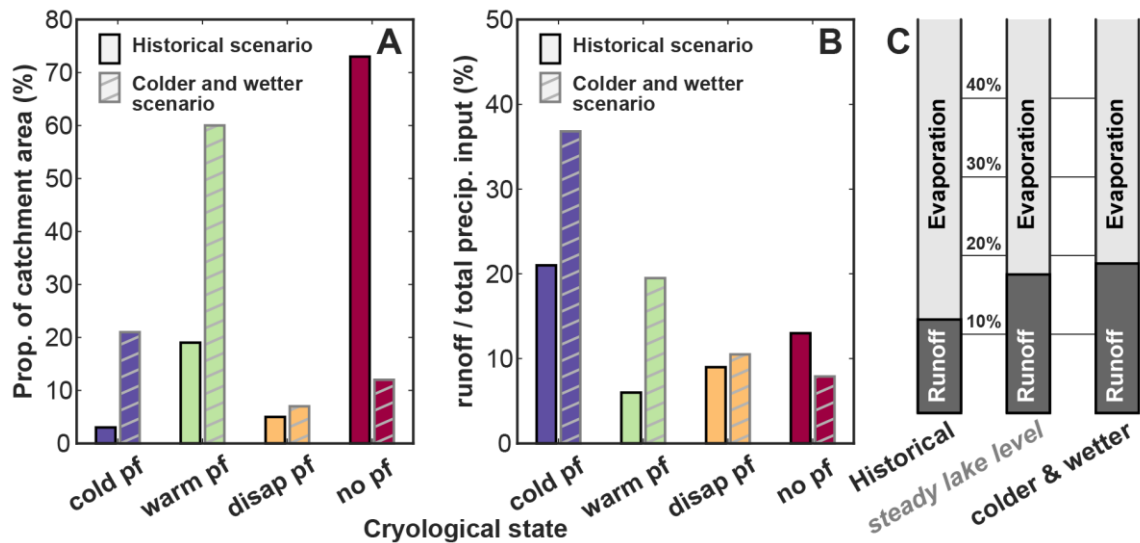 A
Prop. of catchment area (%)
80
70
60
50
40
30
20
10
0
Historical scenario
Colder and wetter
scenario
cold pf
warm pf
disap pf
no pf
B
runoff / total precip. input (%)
50
40
30
20
10
0
Historical scenario
Colder and wetter
scenario
cold pf
warm pf
disap pf
no pf
Cryological state
C
40%
30%
20%
10%
Evaporation
Evaporation
Evaporation
Runoff
Runoff
Runoff
Historical
steady lake level
colder & wetter